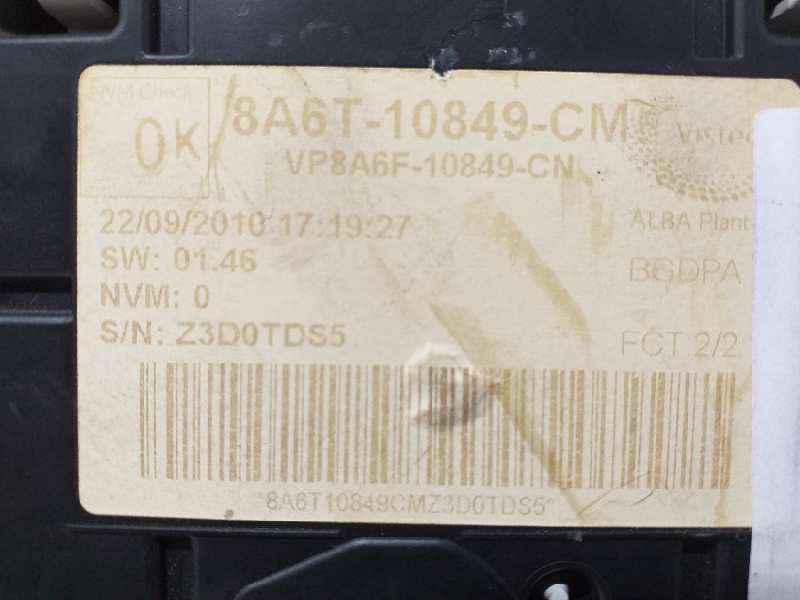 NVM Check
OK
8A6T-10849-CM
VP8A6F-10849-CN
22/09/2010 17:19:27
ALBA Plant
SW: 01.46
BGDPA
NVM: 0
S/N: Z3D0TDS5
FCT 2/2
*8A6T10849CMZ3D0TDS5*